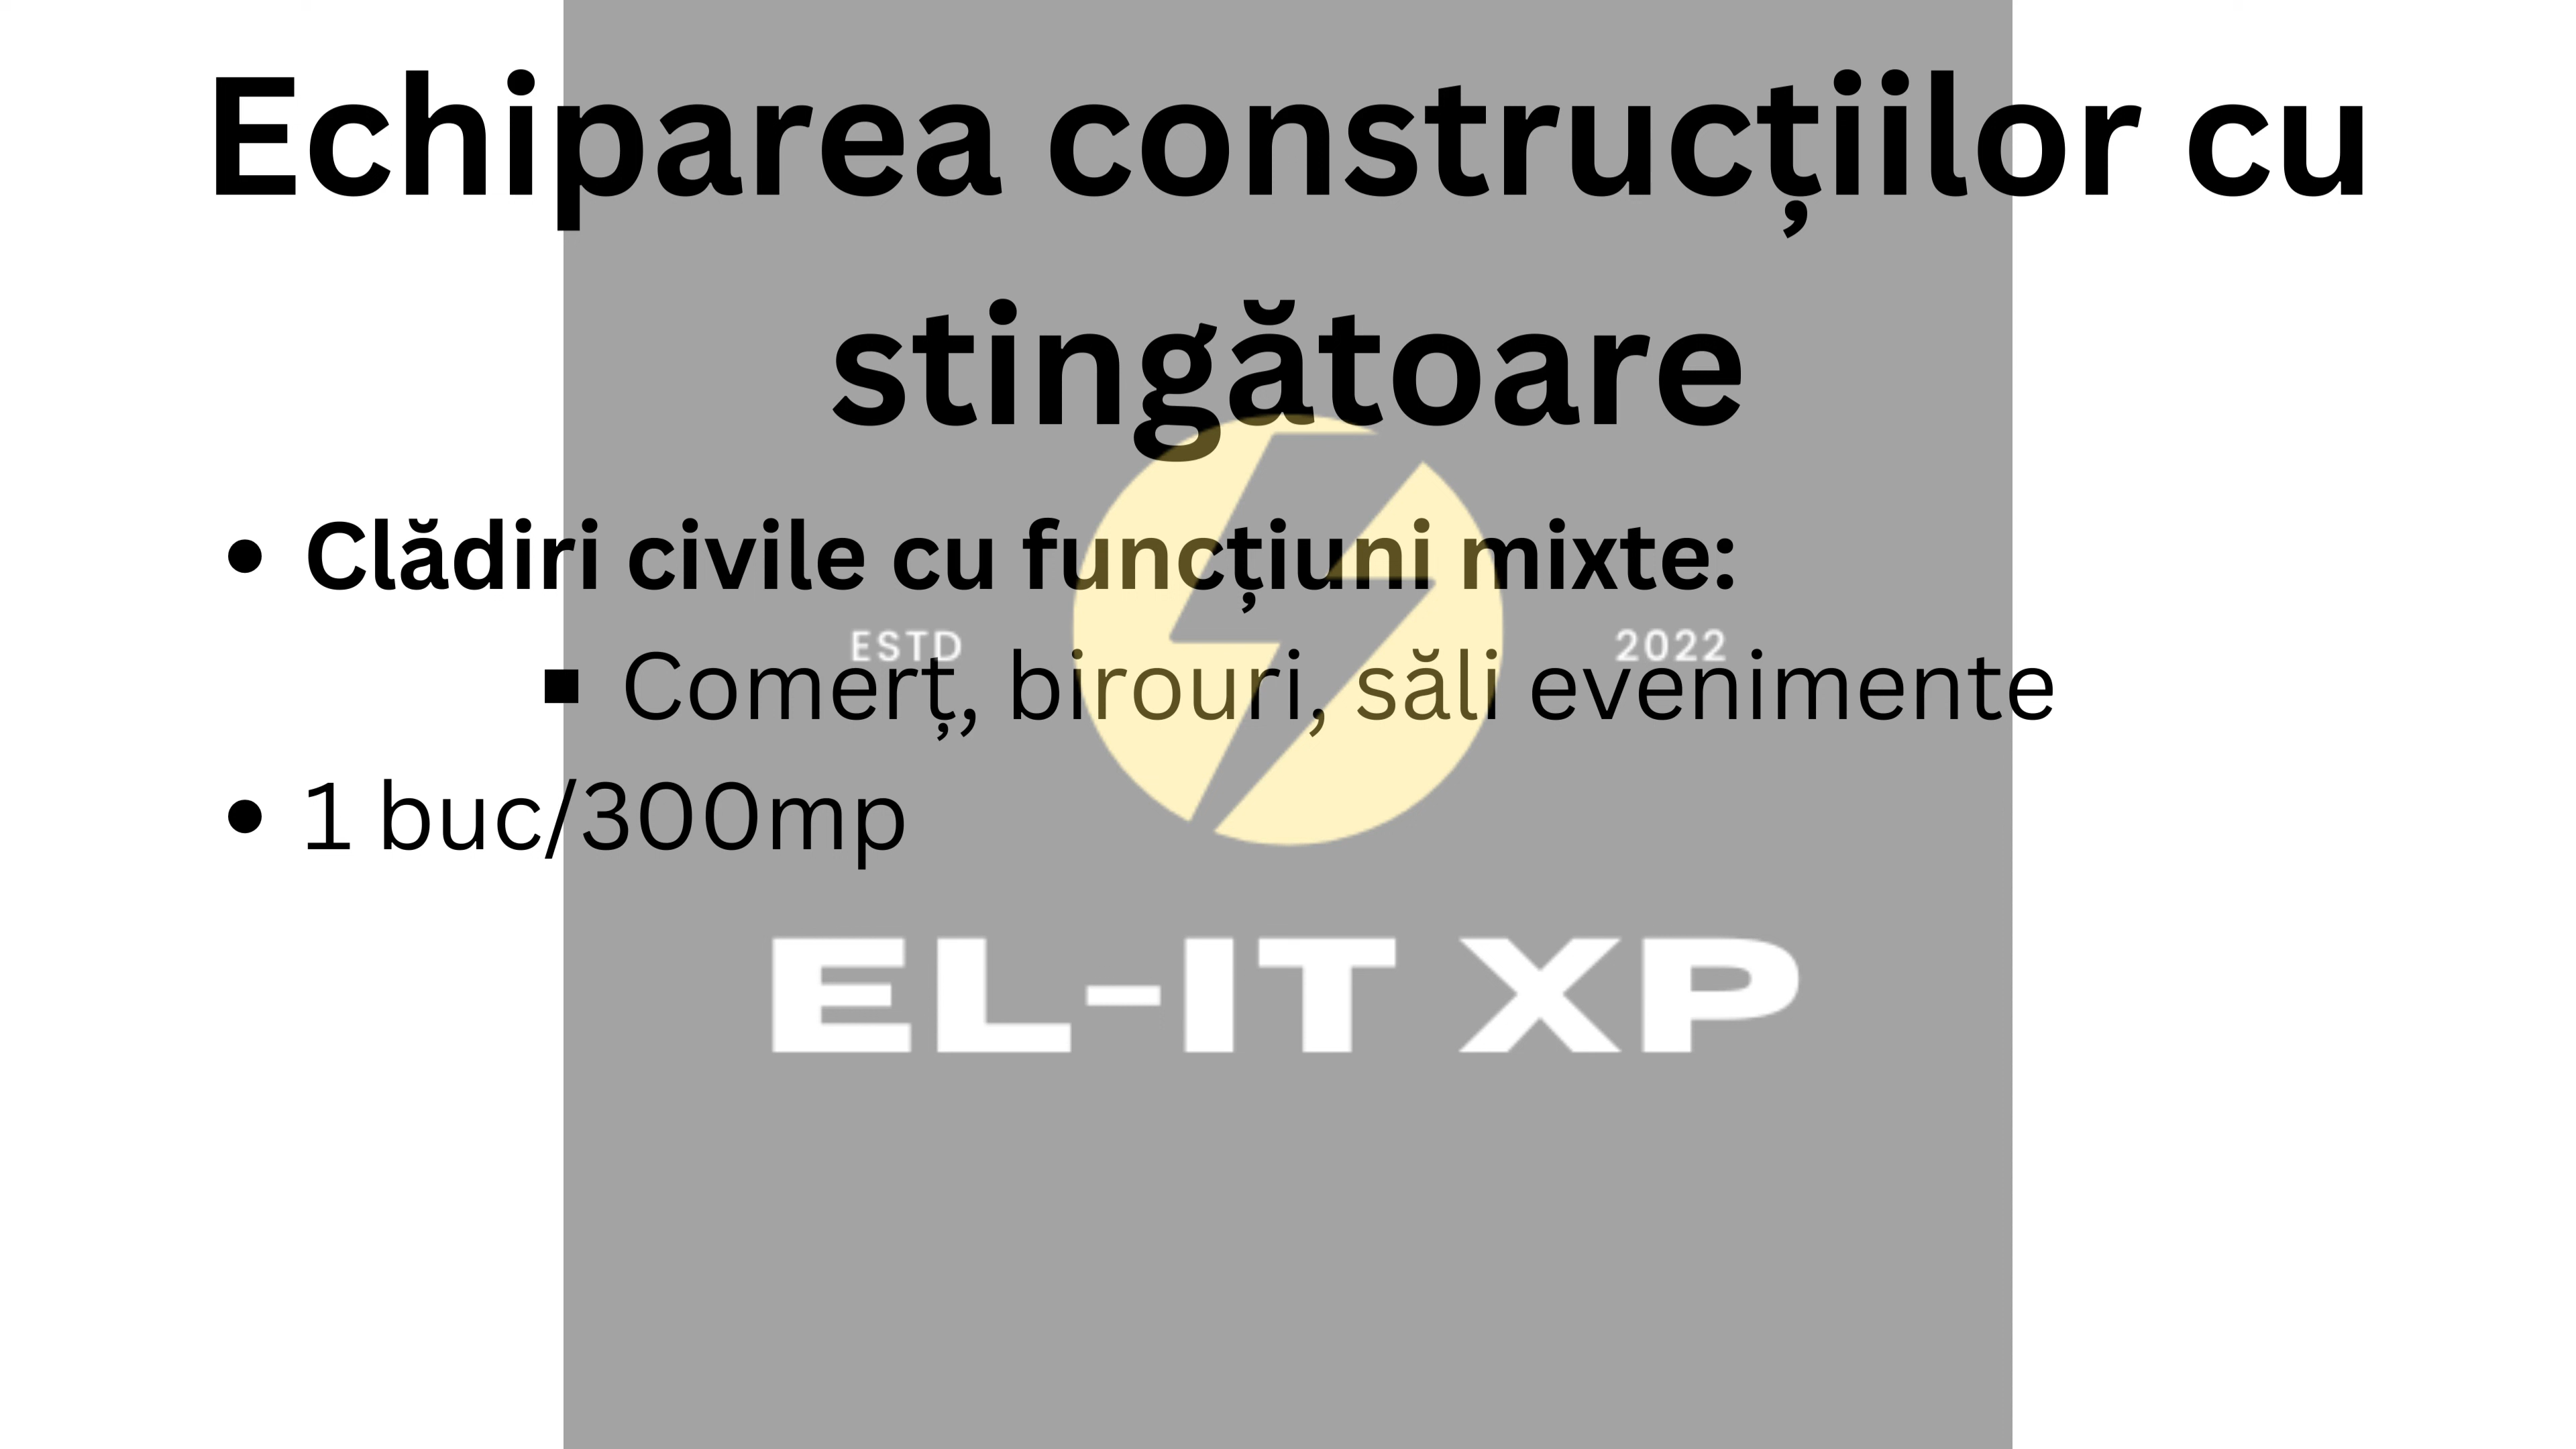 Echiparea construcțiilor cu
stingătoare
• Clădiri civile cu funcțiuni mixte:
ESTD 2022
▪ Comerț, birouri, săli evenimente
• 1 buc/300mp
EL-IT XP